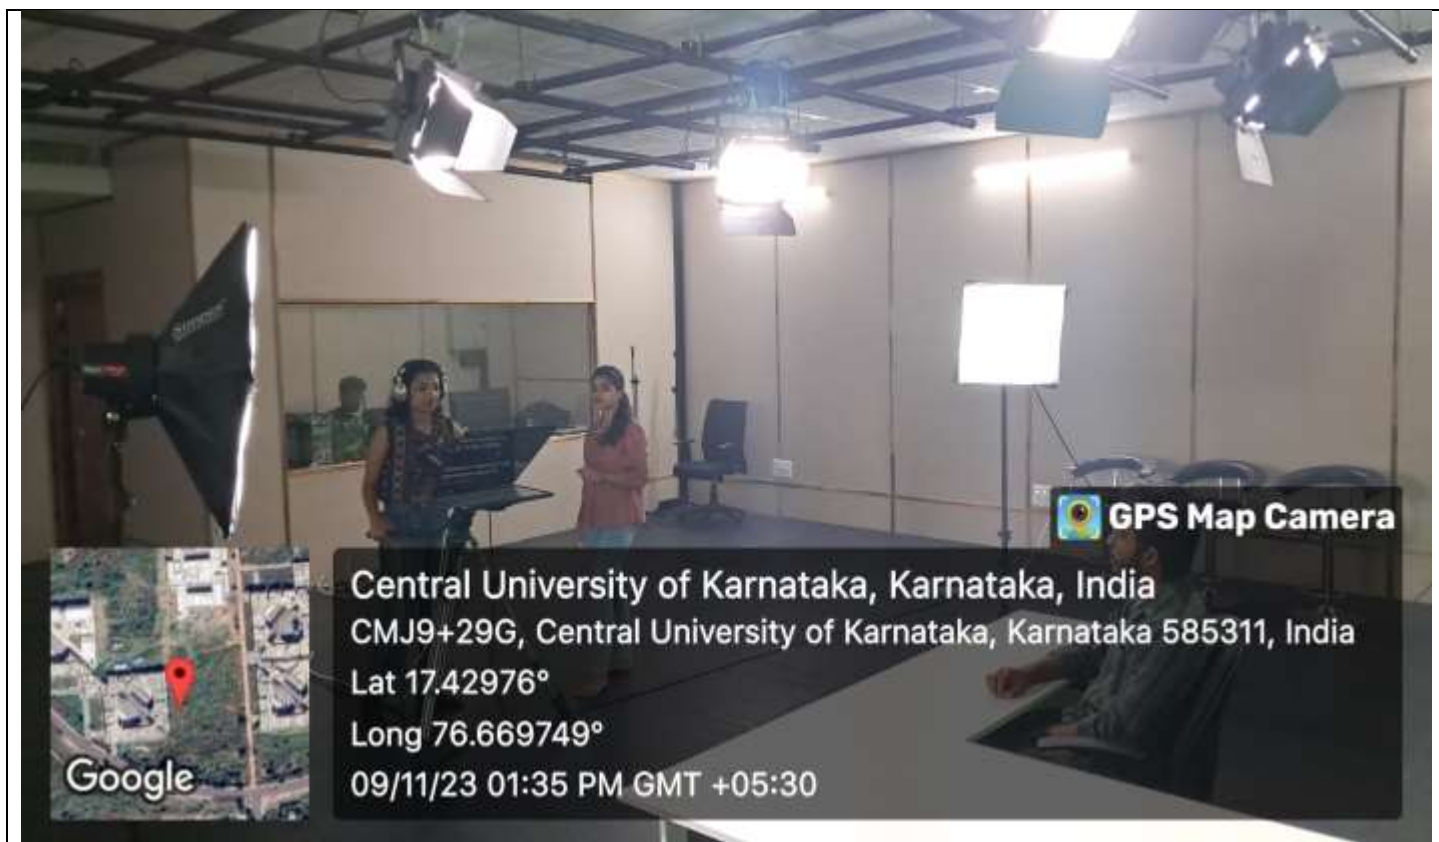 GPS Map Camera
Central University of Karnataka, Karnataka, India
CMJ9+29G, Central University of Karnataka, Karnataka 585311, India
Lat 17.42976°
Long 76.669749°
09/11/23 01:35 PM GMT +05:30
Google